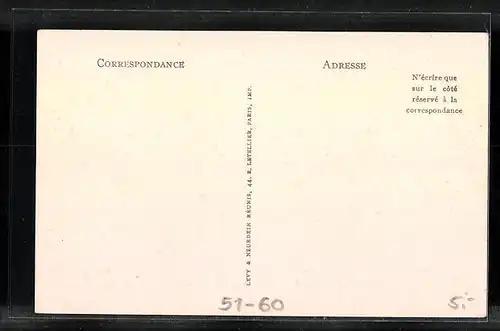 CORRESPONDANCE
ADRESSE
N'écrire que
sur le côté
réservé à la
correspondance
LEVY & NEURDEIN RÉUNIS, 44, R. LETELLIER, PARIS, IMP.
51-60
5.-